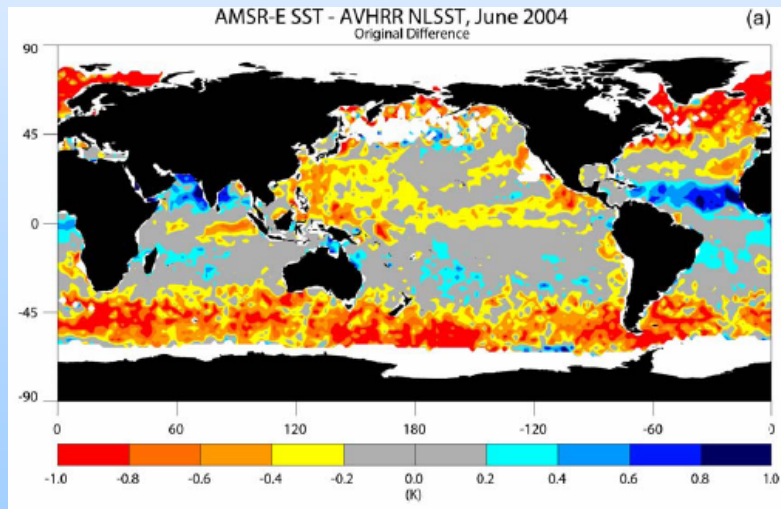 AMSR-E SST - AVHRR NLSST, June 2004
(a)
Original Difference
90
45
0
-45
-90
0 60 120 180 -120 -60 0
-1.0 -0.8 -0.6 -0.4 -0.2 0.0 0.2 0.4 0.6 0.8 1.0
(K)